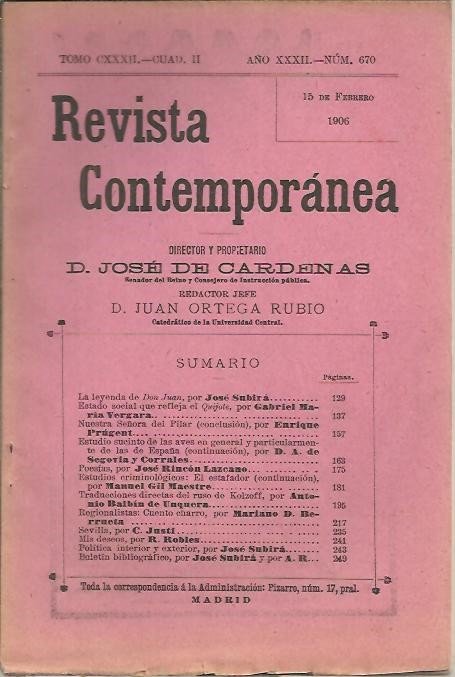 TOMO CXXXII.—CUAD. II AÑO XXXII.—NÚM. 670
15 DE FEBRERO
1906
Revista
Contemporánea
DIRECTOR Y PROPIETARIO
D. JOSÉ DE CARDENAS
Senador del Reino y Consejero de Instrucción pública.
REDACTOR JEFE
D. JUAN ORTEGA RUBIO
Catedrático de la Universidad Central.
SUMARIO
Páginas.
La leyenda de Don Juan, por José Subirá........... 129
Estado social que refleja el Quijote, por Gabriel Ma-
ría Vergara.. ................................ 137
Nuestra Señora del Pilar (conclusión), por Enrique
Prúgent.... ................................ 157
Estudio sucinto de las aves en general y particularmen-
te de las de España (continuación), por D. A. de
Segovia y Corrales............................ 163
Poesías, por José Rincón Lazcano... .............. 175
Estudios criminológicos: El estafador (continuación),
por Manuel Gil Maestre........................ 181
Traducciones directas del ruso de Kolzoff, por Anto-
nio Balbín de Unquera......................... 195
Regionalistas: Cuento charro, por Mariano D. Be-
rrueta ....................................... 217
Sevilla, por C. Justi ............................ 235
Mis deseos, por R. Robles........................ 241
Política interior y exterior, por José Subirá........ 243
Boletín bibliográfico, por José Subirá y por A. R... 249
Toda la correspondencia á la Administración: Pizarro, núm. 17, pral.
MADRID